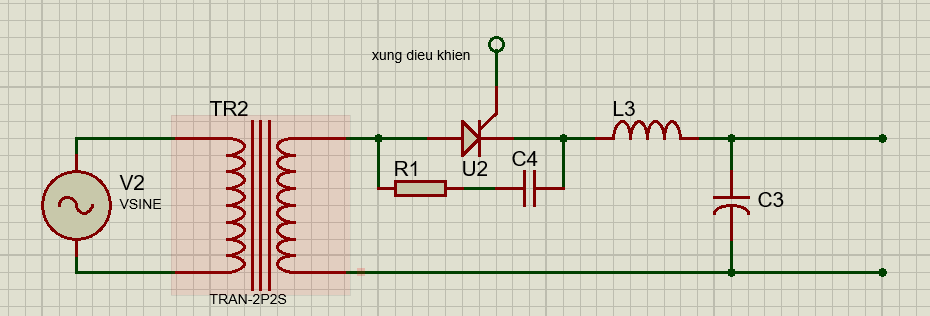 xung dieu khien
TR2
L3
V2
VSINE
R1
U2
C4
C3
TRAN-2P2S